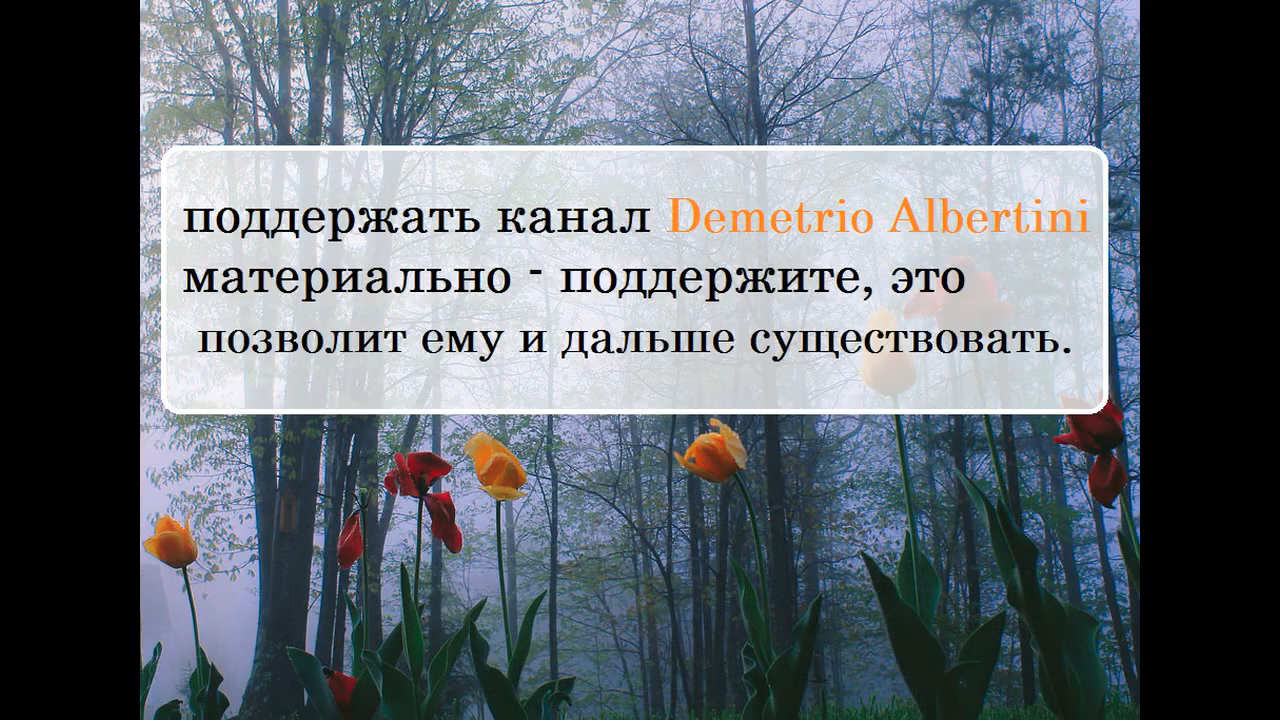 поддержать канал Demetrio Albertini
материально - поддержите, это
позволит ему и дальше существовать.